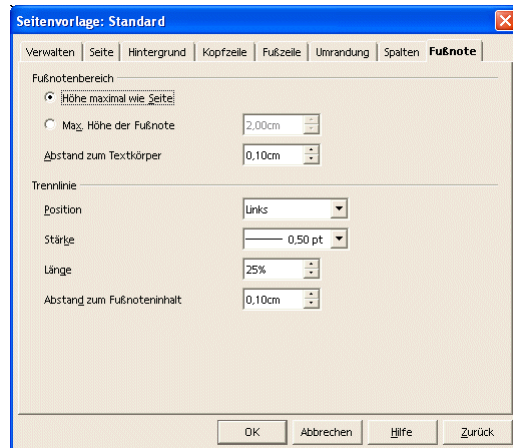 Seitenvorlage: Standard
Verwalten Seite Hintergrund Kopfzeile Fußzeile Umrandung Spalten Fußnote
Fußnotenbereich
Höhe maximal wie Seite
Max. Höhe der Fußnote 2,00cm
Abstand zum Textkörper 0,10cm
Trennlinie
Position Links
Stärke 0,50 pt
Länge 25%
Abstand zum Fußnoteninhalt 0,10cm
OK Abbrechen Hilfe Zurück